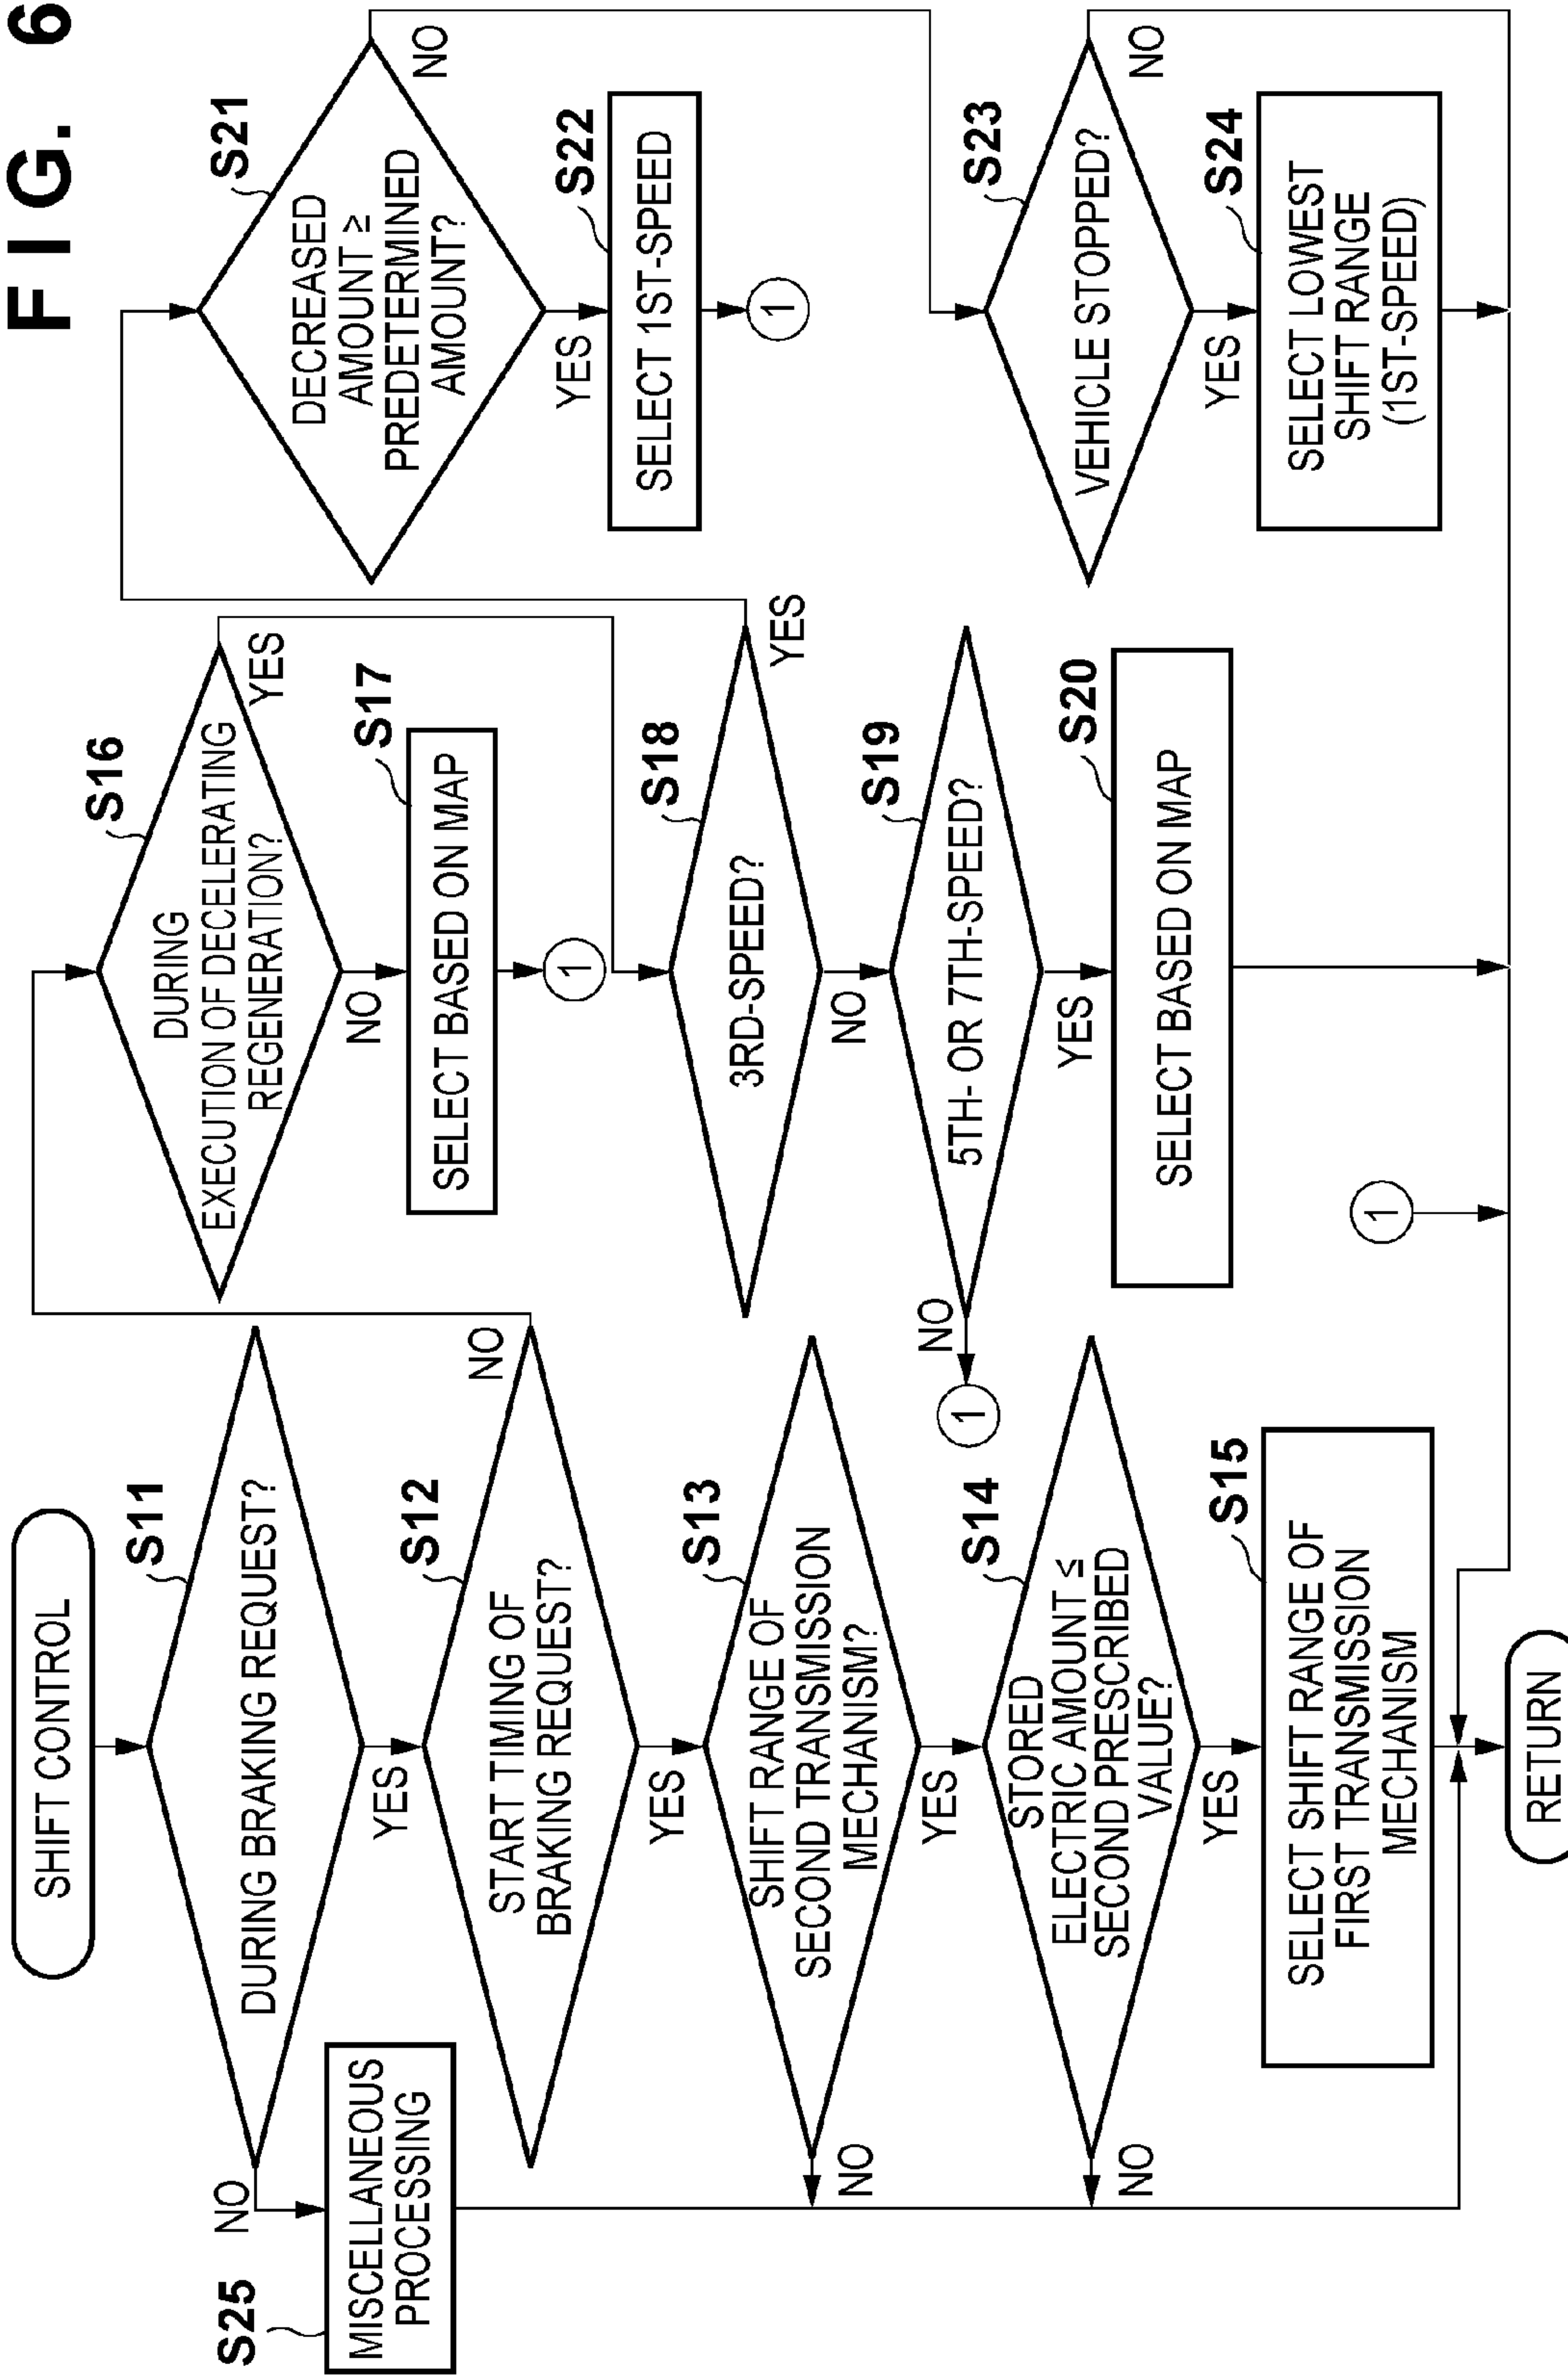 FIG. 6
SHIFT CONTROL
S11
DURING BRAKING REQUEST?
NO
YES
S25
MISCELLANEOUS
PROCESSING
S12
START TIMING OF
BRAKING REQUEST?
NO
YES
S13
SHIFT RANGE OF
SECOND TRANSMISSION
MECHANISM?
NO
YES
S14
STORED
ELECTRIC AMOUNT ≤
SECOND PRESCRIBED
VALUE?
NO
YES
S15
SELECT SHIFT RANGE OF
FIRST TRANSMISSION
MECHANISM
RETURN
S16
DURING
EXECUTION OF DECELERATING
REGENERATION?
YES
NO
S17
SELECT BASED ON MAP
1
S18
3RD-SPEED?
YES
NO
S19
5TH- OR 7TH-SPEED?
NO
1
YES
S20
SELECT BASED ON MAP
1
S21
DECREASED
AMOUNT ≥
PREDETERMINED
AMOUNT?
NO
YES
S22
SELECT 1ST-SPEED
1
S23
VEHICLE STOPPED?
NO
YES
S24
SELECT LOWEST
SHIFT RANGE
(1ST-SPEED)